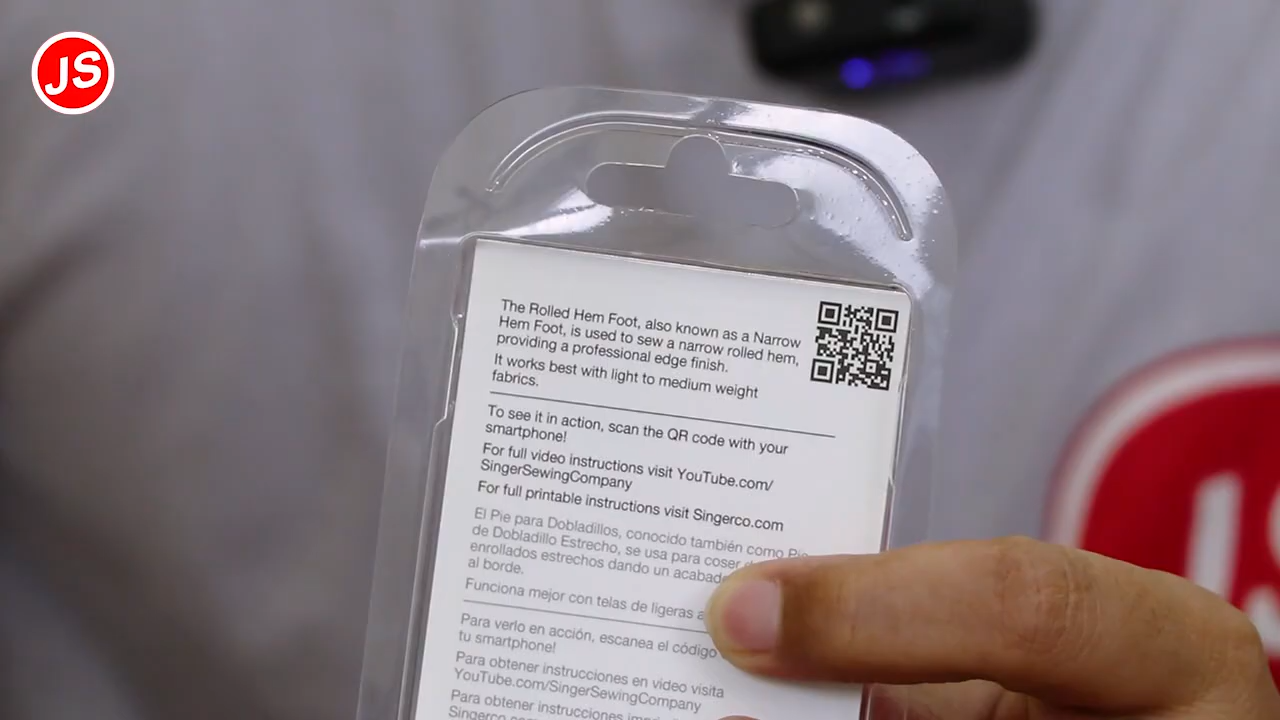 JS
The Rolled Hem Foot, also known as a Narrow
Hem Foot, is used to sew a narrow rolled hem,
providing a professional edge finish.
It works best with light to medium weight
fabrics.
To see it in action, scan the QR code with your
smartphone!
For full video instructions visit YouTube.com/
SingerSewingCompany
For full printable instructions visit Singerco.com
El Pie para Dobladillos, conocido también como Pie
de Dobladillo Estrecho, se usa para coser
enrollados estrechos dando un
al borde.
Funciona mejor con telas de ligeras a
Para verlo en acción, escanea el código
tu smartphone!
Para obtener instrucciones en video visita
YouTube.com/SingerSewingCompany
Para obtener instrucciones